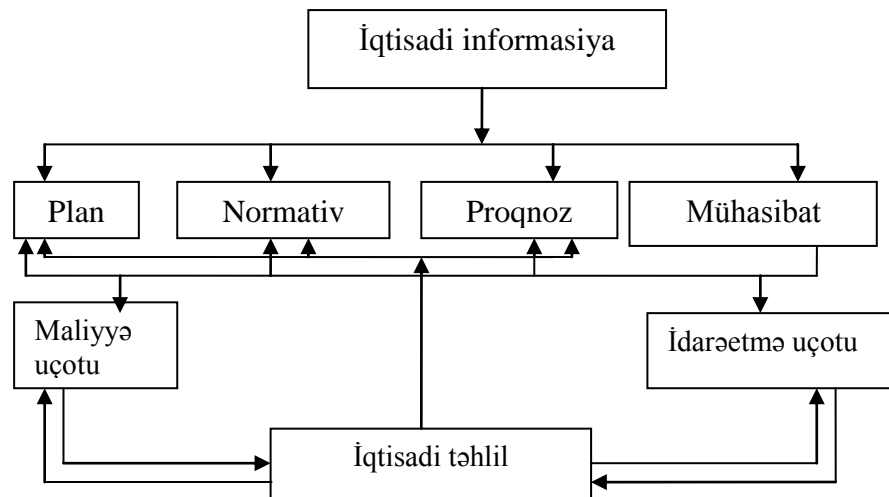 İqtisadi informasiya
Plan
Normativ
Proqnoz
Mühasibat
Maliyyə
uçotu
İdarəetmə uçotu
İqtisadi təhlil